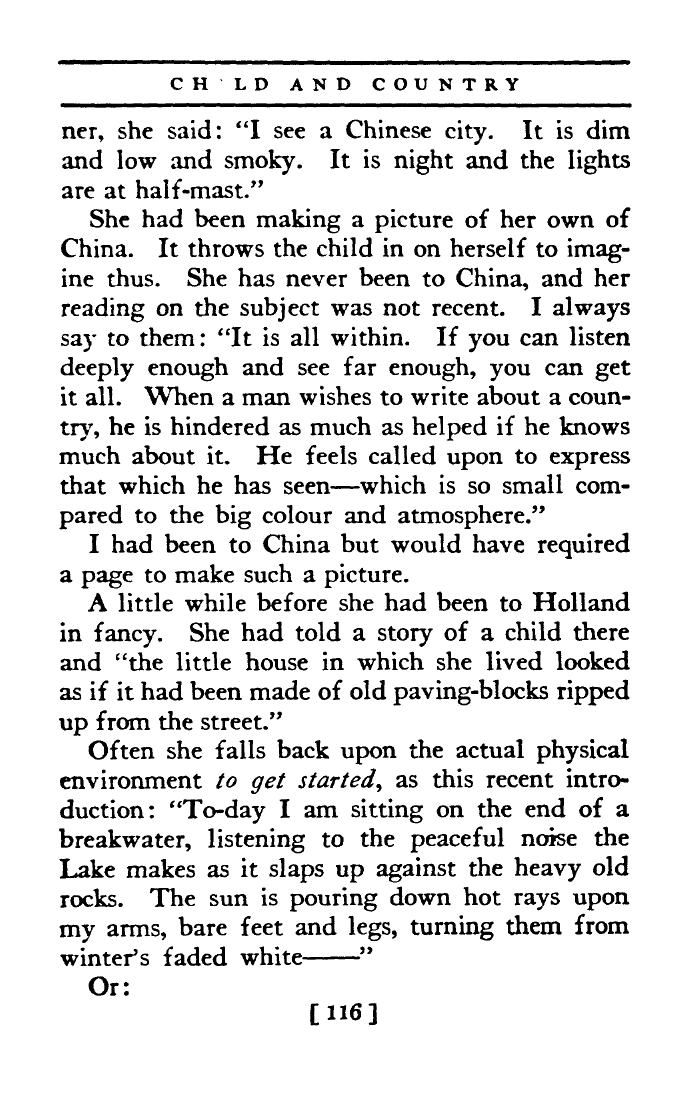 CHILD AND COUNTRY
ner, she said: “I see a Chinese city. It is dim
and low and smoky. It is night and the lights
are at half-mast.”
She had been making a picture of her own of
China. It throws the child in on herself to imag-
ine thus. She has never been to China, and her
reading on the subject was not recent. I always
say to them: “It is all within. If you can listen
deeply enough and see far enough, you can get
it all. When a man wishes to write about a coun-
try, he is hindered as much as helped if he knows
much about it. He feels called upon to express
that which he has seen—which is so small com-
pared to the big colour and atmosphere.”
I had been to China but would have required
a page to make such a picture.
A little while before she had been to Holland
in fancy. She had told a story of a child there
and “the little house in which she lived looked
as if it had been made of old paving-blocks ripped
up from the street.”
Often she falls back upon the actual physical
environment to get started, as this recent intro-
duction: “To-day I am sitting on the end of a
breakwater, listening to the peaceful noise the
Lake makes as it slaps up against the heavy old
rocks. The sun is pouring down hot rays upon
my arms, bare feet and legs, turning them from
winter’s faded white——”
Or:
[ 116 ]